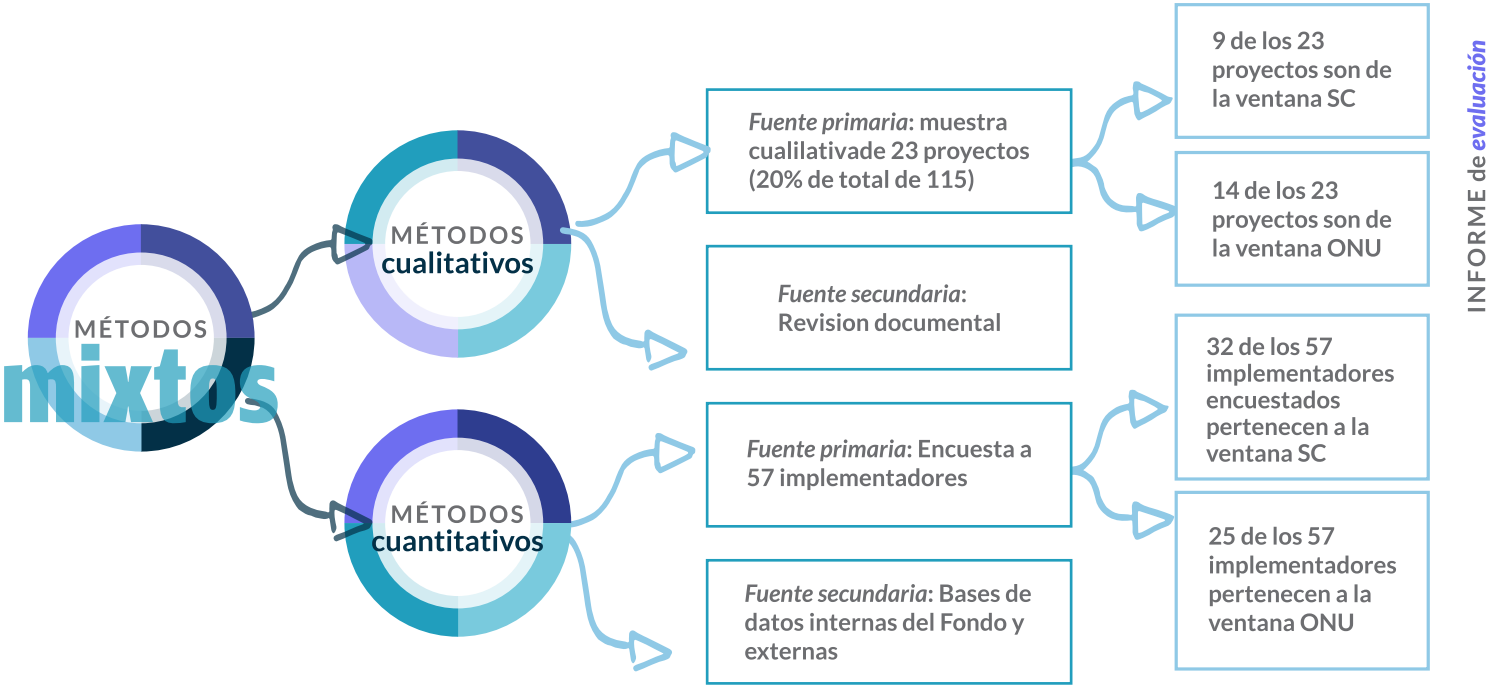 MÉTODOS
mixtos
MÉTODOS
cualitativos
MÉTODOS
cuantitativos
Fuente primaria: muestra
cualilativade 23 proyectos
(20% de total de 115)
Fuente secundaria:
Revision documental
Fuente primaria: Encuesta a
57 implementadores
Fuente secundaria: Bases de
datos internas del Fondo y
externas
9 de los 23
proyectos son de
la ventana SC
14 de los 23
proyectos son de
la ventana ONU
32 de los 57
implementadores
encuestados
pertenecen a la
ventana SC
25 de los 57
implementadores
pertenecen a la
ventana ONU
INFORME de evaluación